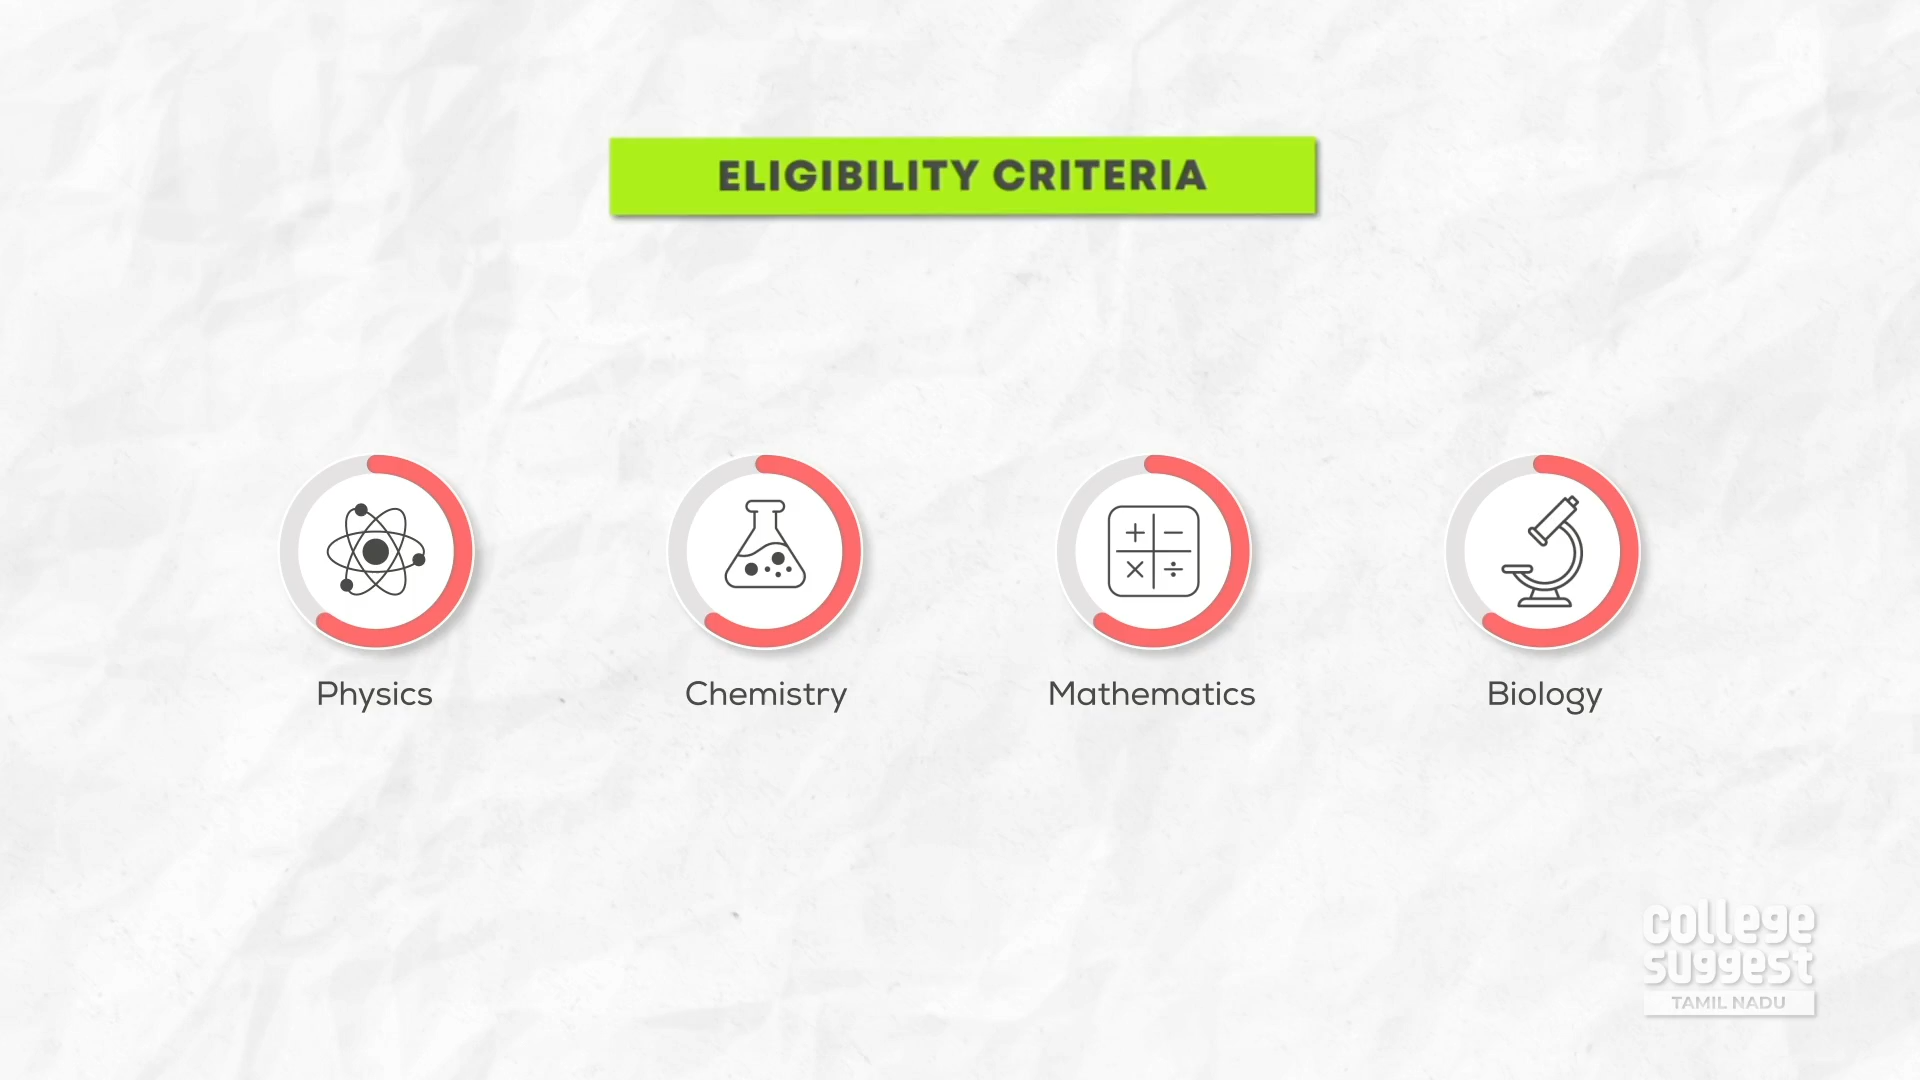 ELIGIBILITY CRITERIA
Physics
Chemistry
Mathematics
Biology
college
suggest
TAMIL NADU